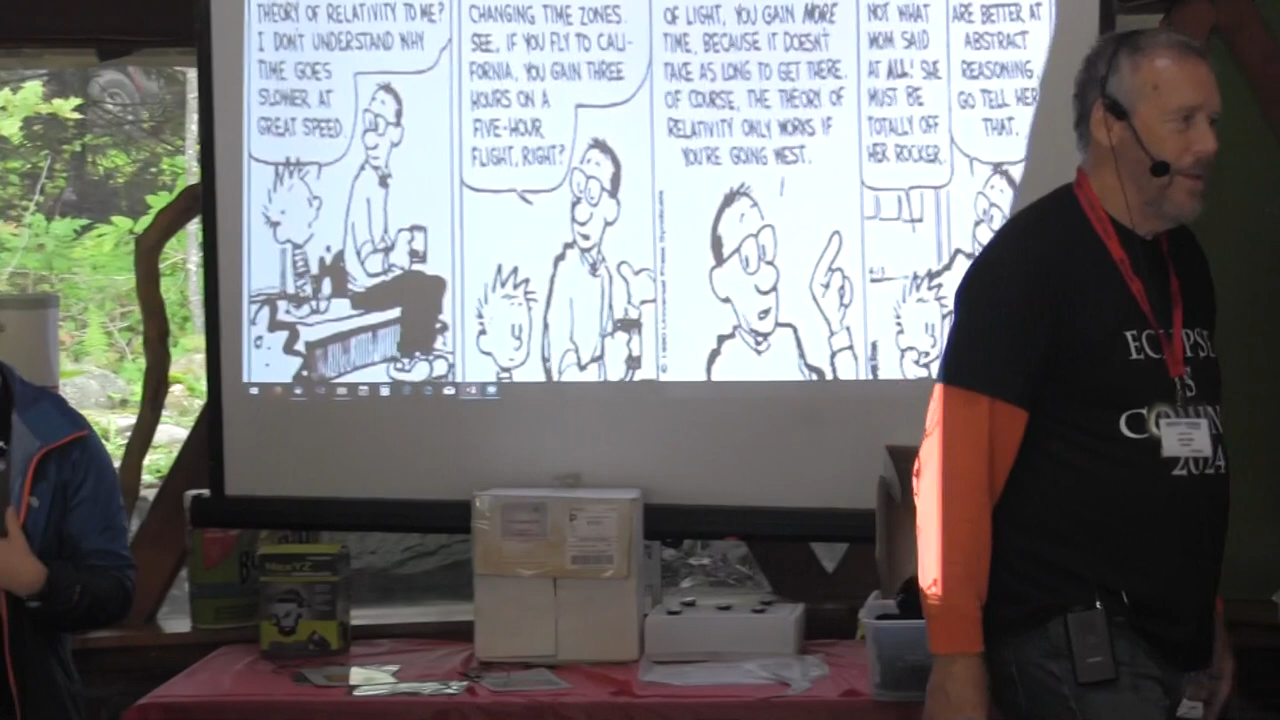 THEORY OF RELATIVITY TO ME?
I DON'T UNDERSTAND WHY
TIME GOES
SLOWER AT
GREAT SPEED.
CHANGING TIME ZONES.
SEE, IF YOU FLY TO CALI-
FORNIA, YOU GAIN THREE
HOURS ON A
FIVE-HOUR
FLIGHT, RIGHT?
OF LIGHT, YOU GAIN MORE
TIME, BECAUSE IT DOESN'T
TAKE AS LONG TO GET THERE.
OF COURSE, THE THEORY OF
RELATIVITY ONLY WORKS IF
YOU'RE GOING WEST.
NOT WHAT
MOM SAID
AT ALL! SHE
MUST BE
TOTALLY OFF
HER ROCKER.
ARE BETTER AT
ABSTRACT
REASONING.
GO TELL HER
THAT.
ECLIPSE
IS
COMIN
2024
NexYZ